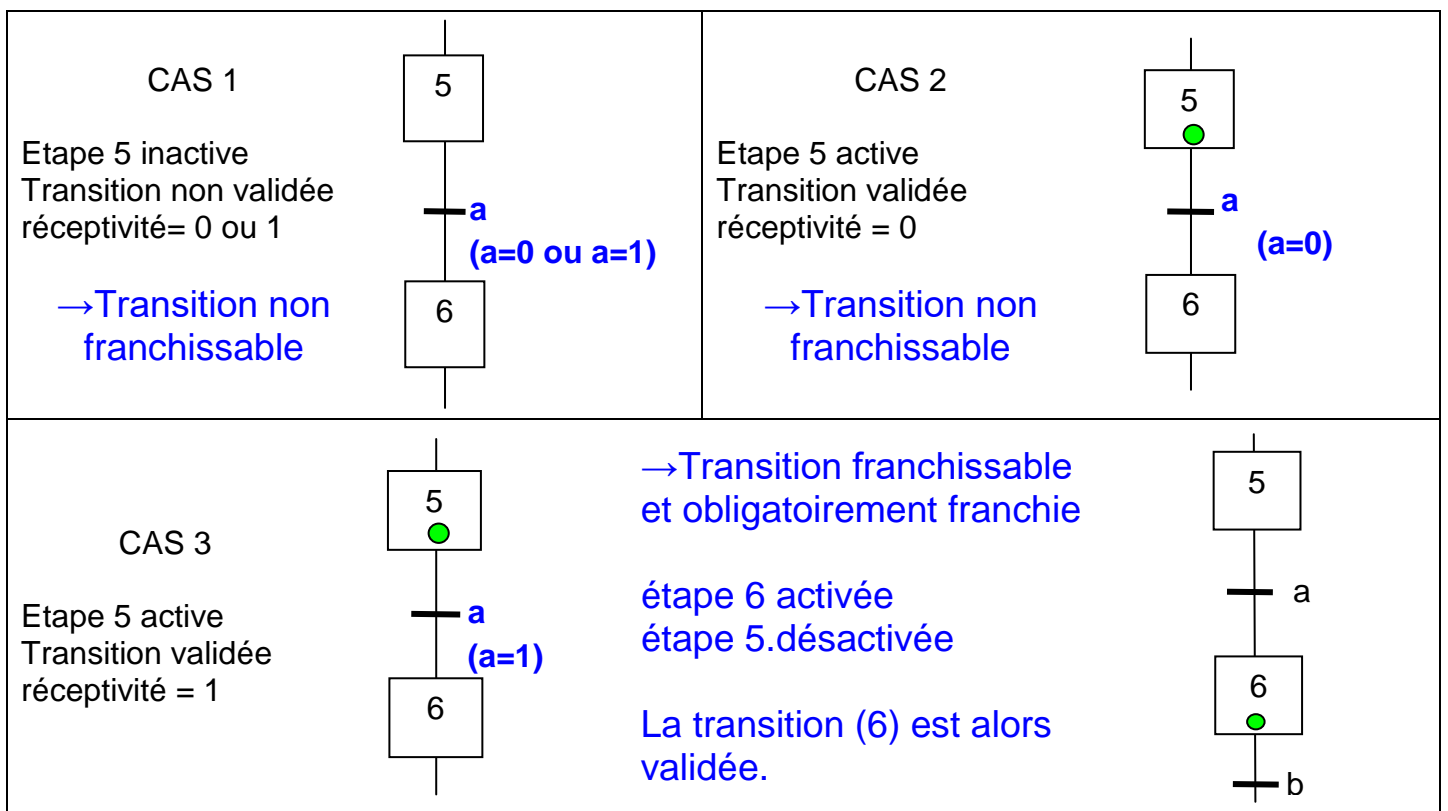 CAS 1
Etape 5 inactive
Transition non validée
réceptivité= 0 ou 1
→Transition non
franchissable
5
a
(a=0 ou a=1)
6
CAS 2
Etape 5 active
Transition validée
réceptivité = 0
→Transition non
franchissable
5
a
(a=0)
6
CAS 3
Etape 5 active
Transition validée
réceptivité = 1
5
a
(a=1)
6
→Transition franchissable
et obligatoirement franchie
étape 6 activée
étape 5.désactivée
La transition (6) est alors
validée.
5
a
6
b